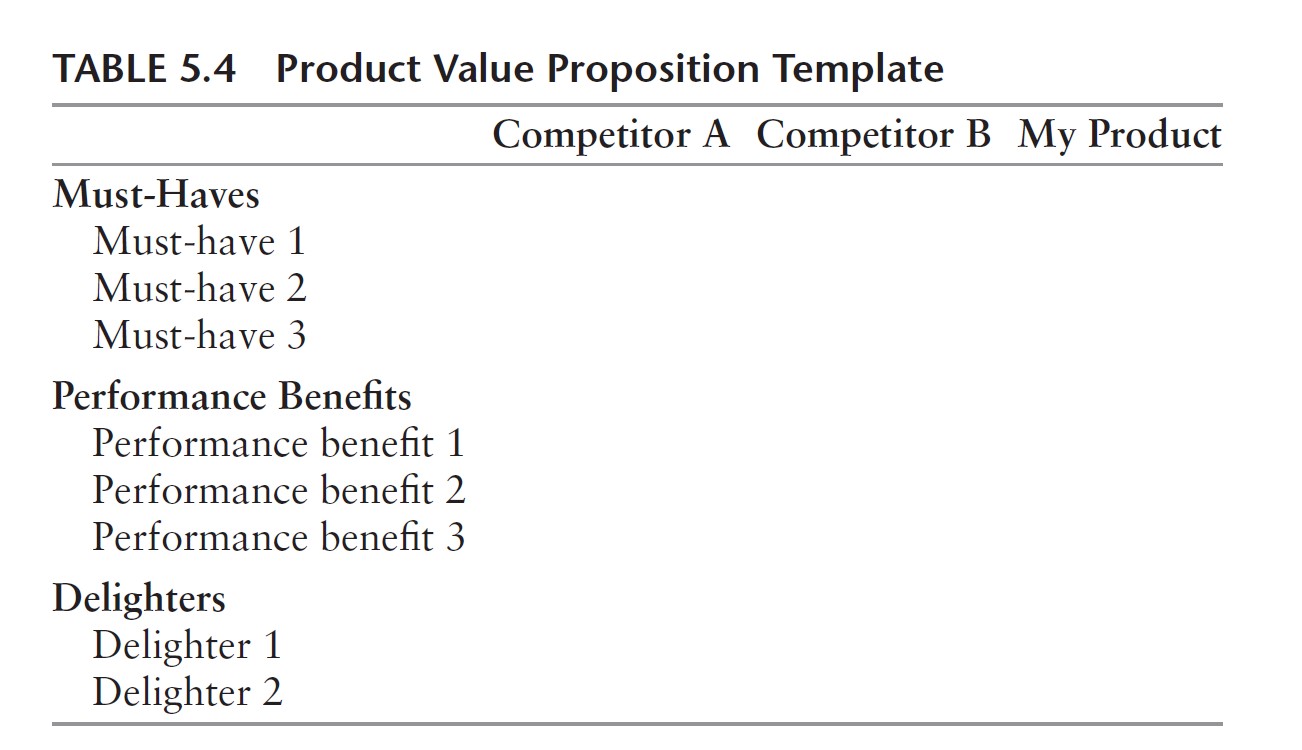 TABLE 5.4 Product Value Proposition Template
Competitor A Competitor B My Product
Must-Haves
Must-have 1
Must-have 2
Must-have 3
Performance Benefits
Performance benefit 1
Performance benefit 2
Performance benefit 3
Delighters
Delighter 1
Delighter 2